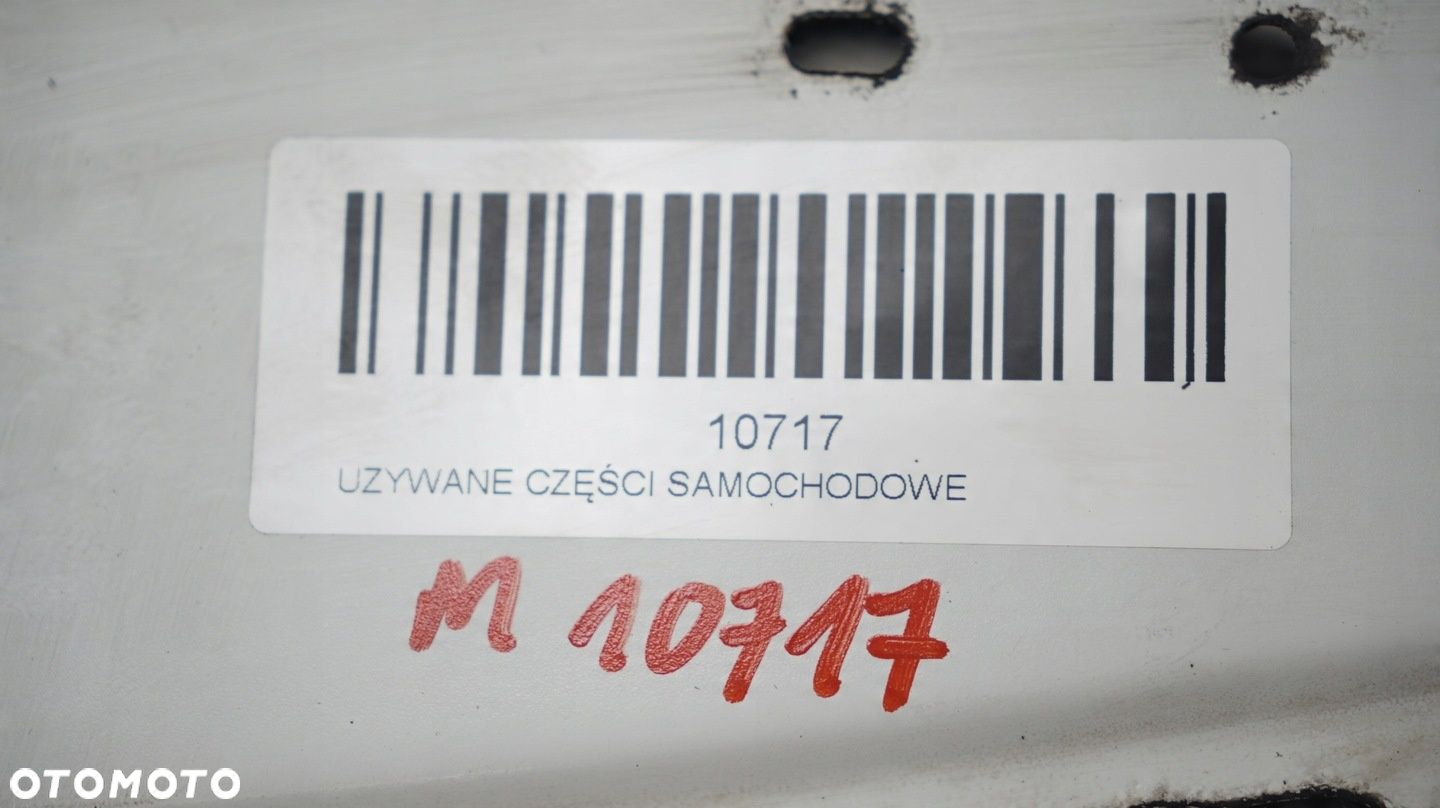 10717
UZYWANE CZĘŚCI SAMOCHODOWE
M 10717
OTOMOTO